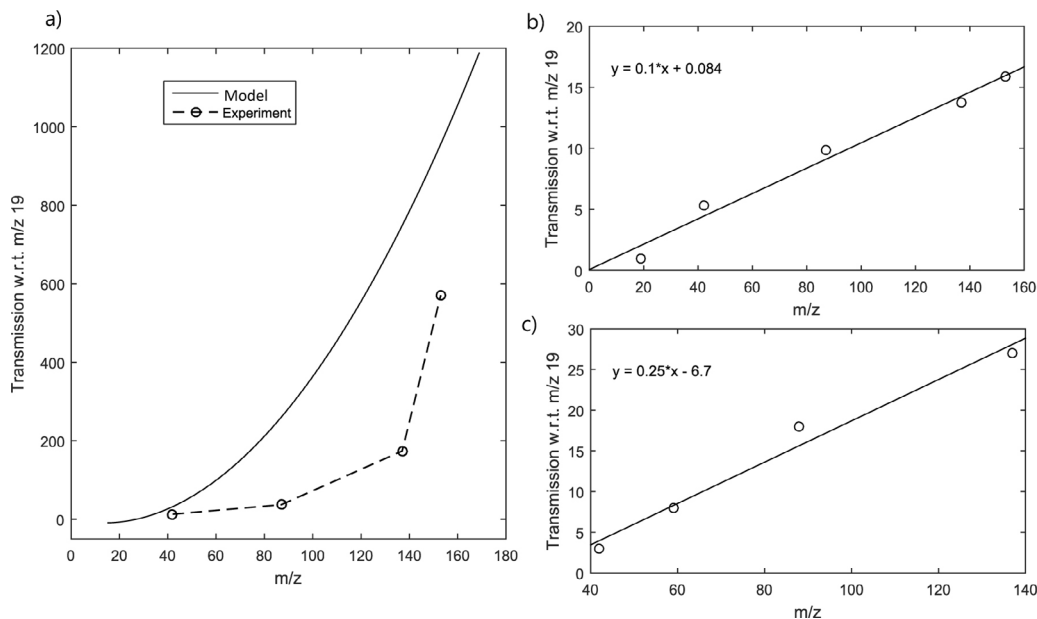 a)
1200
1000
800
600
400
200
0
0 20 40 60 80 100 120 140 160 180
m/z
Transmission w.r.t. m/z 19
Model
Experiment
b)
20
15
10
5
0
0 20 40 60 80 100 120 140 160
m/z
Transmission w.r.t. m/z 19
y = 0.1*x + 0.084
c)
30
25
20
15
10
5
0
40 60 80 100 120 140
m/z
Transmission w.r.t. m/z 19
y = 0.25*x - 6.7